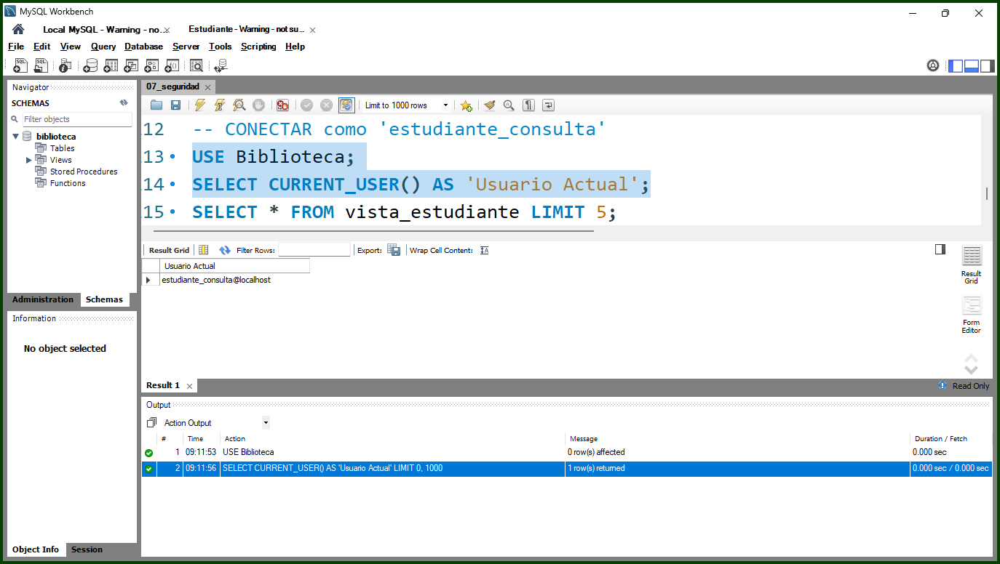 MySQL Workbench
Local MySQL - Warning - no...
Estudiante - Warning - not su...
File Edit View Query Database Server Tools Scripting Help
Navigator
SCHEMAS
Filter objects
biblioteca
Tables
Views
Stored Procedures
Functions
Administration Schemas
Information
No object selected
Object Info Session
07_seguridad
Limit to 1000 rows
12 -- CONECTAR como 'estudiante_consulta'
13 USE Biblioteca;
14 SELECT CURRENT_USER() AS 'Usuario Actual';
15 SELECT * FROM vista_estudiante LIMIT 5;
Result Grid Filter Rows: Export: Wrap Cell Content:
Usuario Actual
estudiante_consulta@localhost
Result Grid
Form Editor
Result 1
Read Only
Output
Action Output
# Time Action Message Duration / Fetch
1 09:11:53 USE Biblioteca 0 row(s) affected 0.000 sec
2 09:11:56 SELECT CURRENT_USER() AS 'Usuario Actual' LIMIT 0, 1000 1 row(s) returned 0.000 sec / 0.000 sec